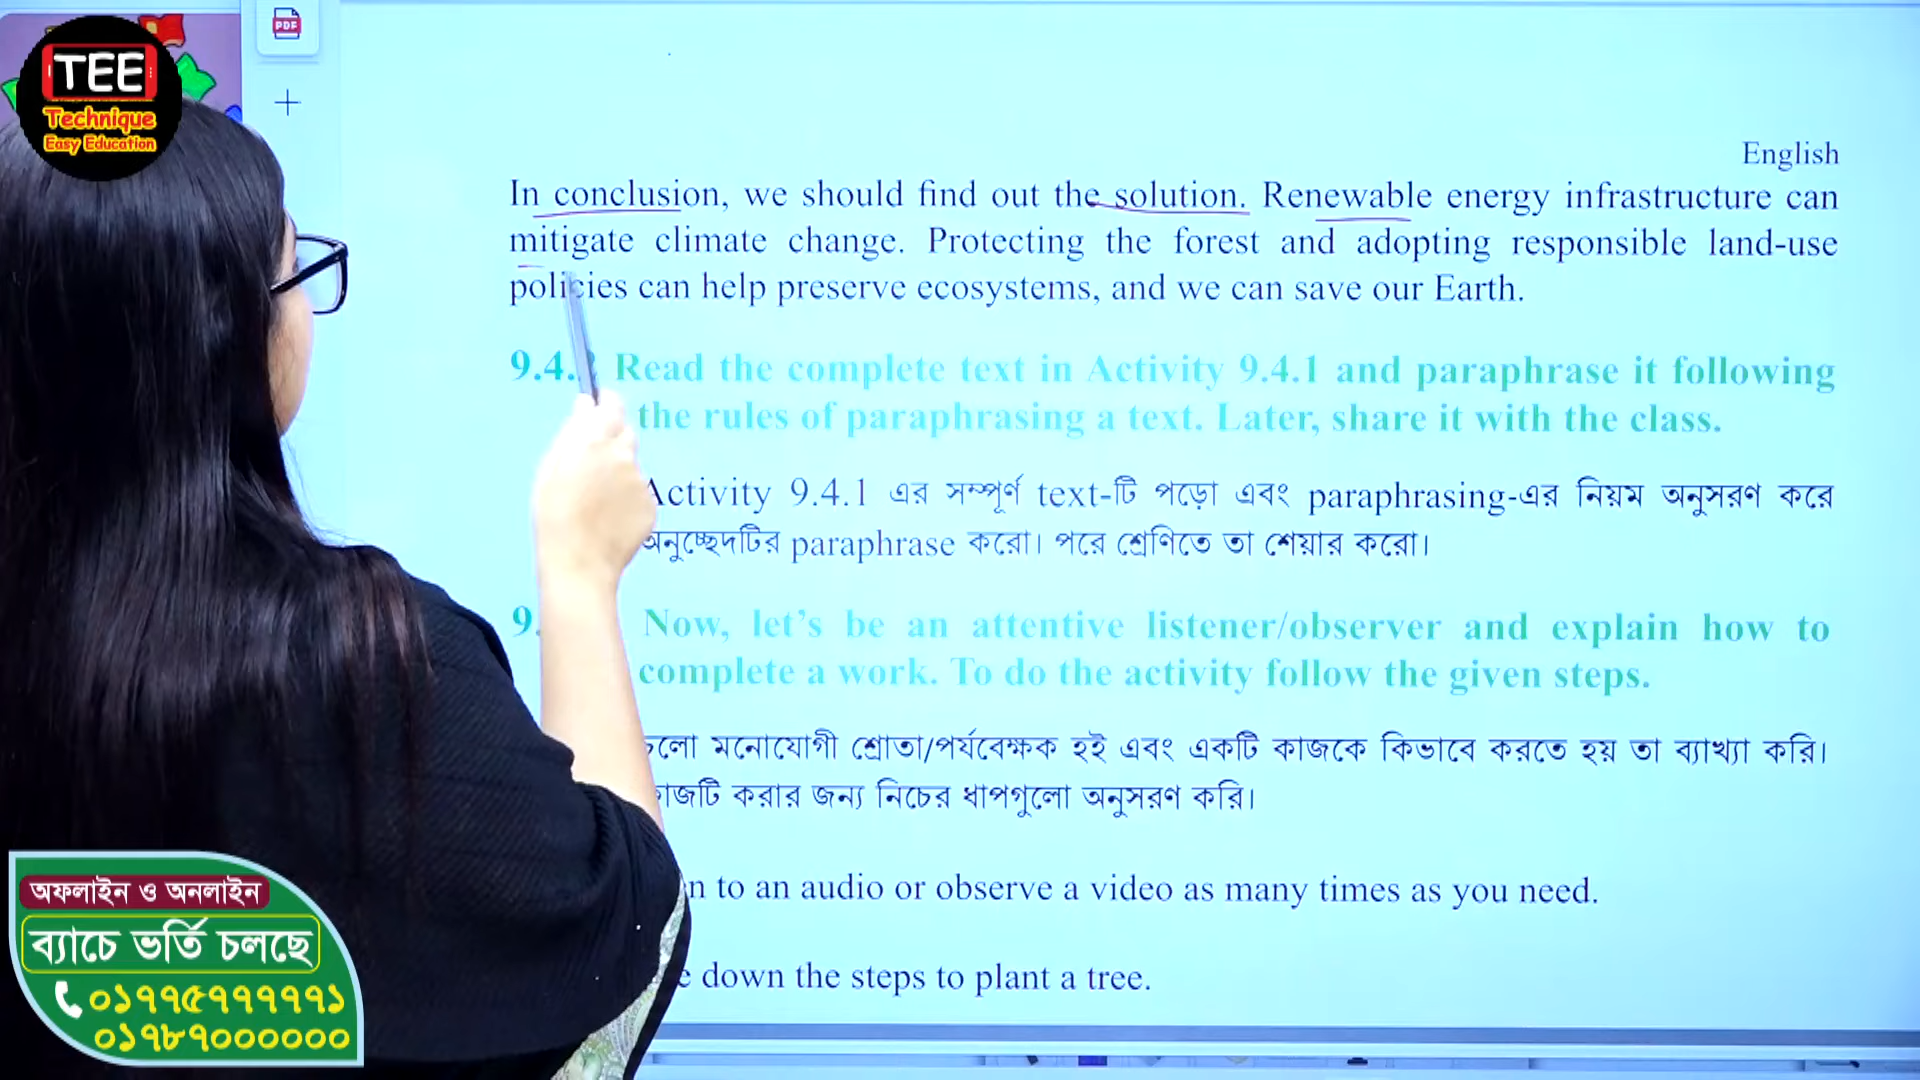 TEE
Technique
Easy Education
PDF
English
In conclusion, we should find out the solution. Renewable energy infrastructure can
mitigate climate change. Protecting the forest and adopting responsible land-use
policies can help preserve ecosystems, and we can save our Earth.
9.4. Read the complete text in Activity 9.4.1 and paraphrase it following
the rules of paraphrasing a text. Later, share it with the class.
Activity 9.4.1 এর সম্পূর্ণ text-টি পড়ো এবং paraphrasing-এর নিয়ম অনুসরণ করে
অনুচ্ছেদটির paraphrase করো। পরে শ্রেণিতে তা শেয়ার করো।
9. Now, let's be an attentive listener/observer and explain how to
complete a work. To do the activity follow the given steps.
মনোযোগী শ্রোতা/পর্যবেক্ষক হই এবং একটি কাজকে কিভাবে করতে হয় তা ব্যাখ্যা করি।
করার জন্য নিচের ধাপগুলো অনুসরণ করি।
to an audio or observe a video as many times as you need.
down the steps to plant a tree.
অফলাইন ও অনলাইন
ব্যাচে ভর্তি চলছে
০১৭৭৫৭৭৭৭৭১
০১৭৮৭০০০০০০